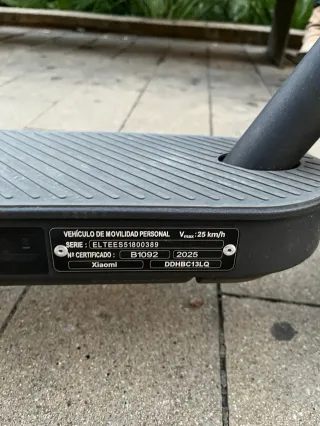 VEHÍCULO DE MOVILIDAD PERSONAL Vmax: 25 km/h
SERIE: ELTEES51800389
Nº CERTIFICADO: B1092 2025
Xiaomi DDHBC13LQ